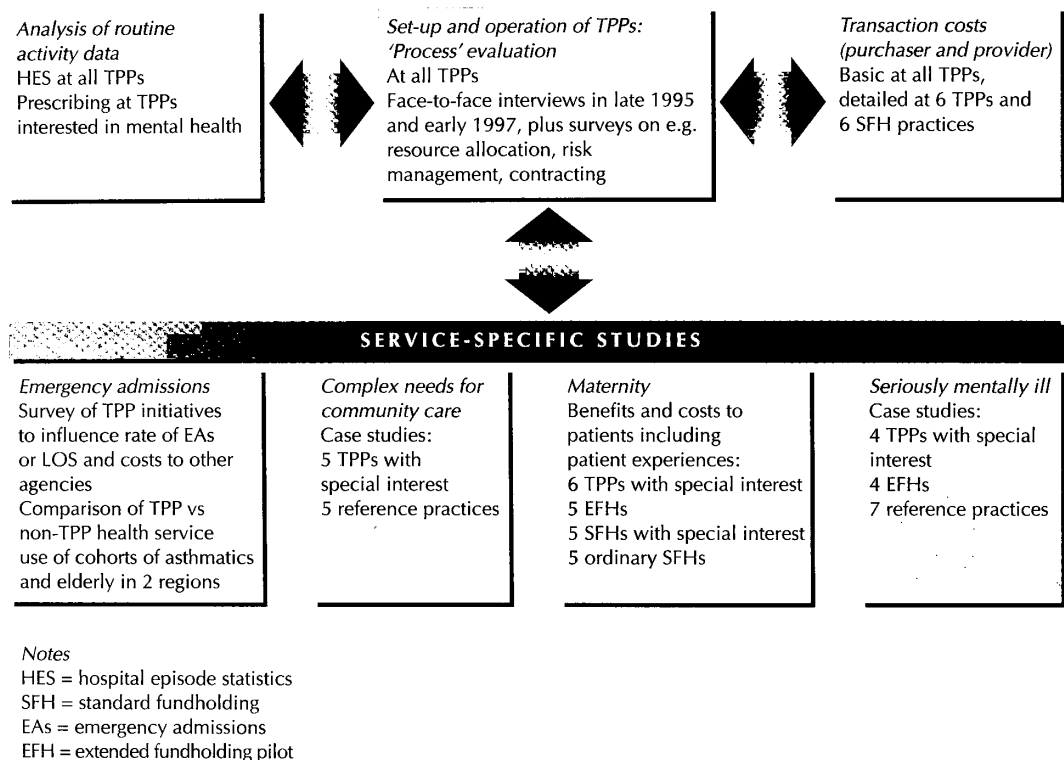 Analysis of routine
activity data
HES at all TPPs
Prescribing at TPPs
interested in mental health
Set-up and operation of TPPs:
‘Process’ evaluation
At all TPPs
Face-to-face interviews in late 1995
and early 1997, plus surveys on e.g.
resource allocation, risk
management, contracting
Transaction costs
(purchaser and provider)
Basic at all TPPs,
detailed at 6 TPPs and
6 SFH practices
SERVICE-SPECIFIC STUDIES
Emergency admissions
Survey of TPP initiatives
to influence rate of EAs
or LOS and costs to other
agencies
Comparison of TPP vs
non-TPP health service
use of cohorts of asthmatics
and elderly in 2 regions
Complex needs for
community care
Case studies:
5 TPPs with
special interest
5 reference practices
Maternity
Benefits and costs to
patients including
patient experiences:
6 TPPs with special interest
5 EFHs
5 SFHs with special interest
5 ordinary SFHs
Seriously mentally ill
Case studies:
4 TPPs with special
interest
4 EFHs
7 reference practices
Notes
HES = hospital episode statistics
SFH = standard fundholding
EAs = emergency admissions
EFH = extended fundholding pilot